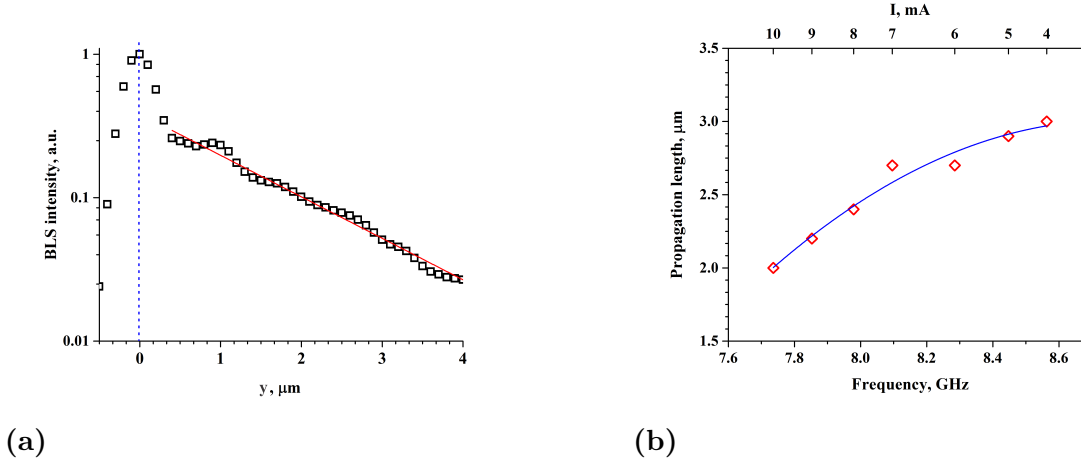 1
0.1
0.01
BLS intensity, a.u.
0 1 2 3 4
y, μm
(a)
I, mA
10 9 8 7 6 5 4
3.5
3.0
2.5
2.0
1.5
Propagation length, μm
7.6 7.8 8.0 8.2 8.4 8.6
Frequency, GHz
(b)